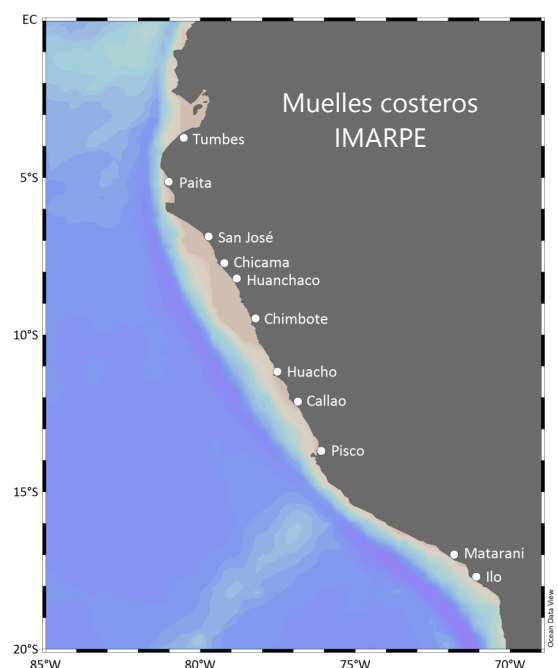 EC
Muelles costeros
IMARPE
Tumbes
5°S
Paita
San José
Chicama
Huanchaco
10°S
Chimbote
Huacho
Callao
Pisco
15°S
Matarani
Ilo
20°S
85°W
80°W
75°W
70°W
Ocean Data View